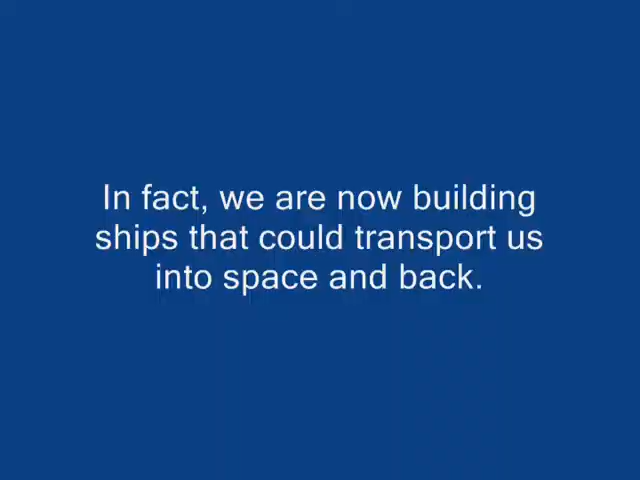 In fact, we are now building
ships that could transport us
into space and back.